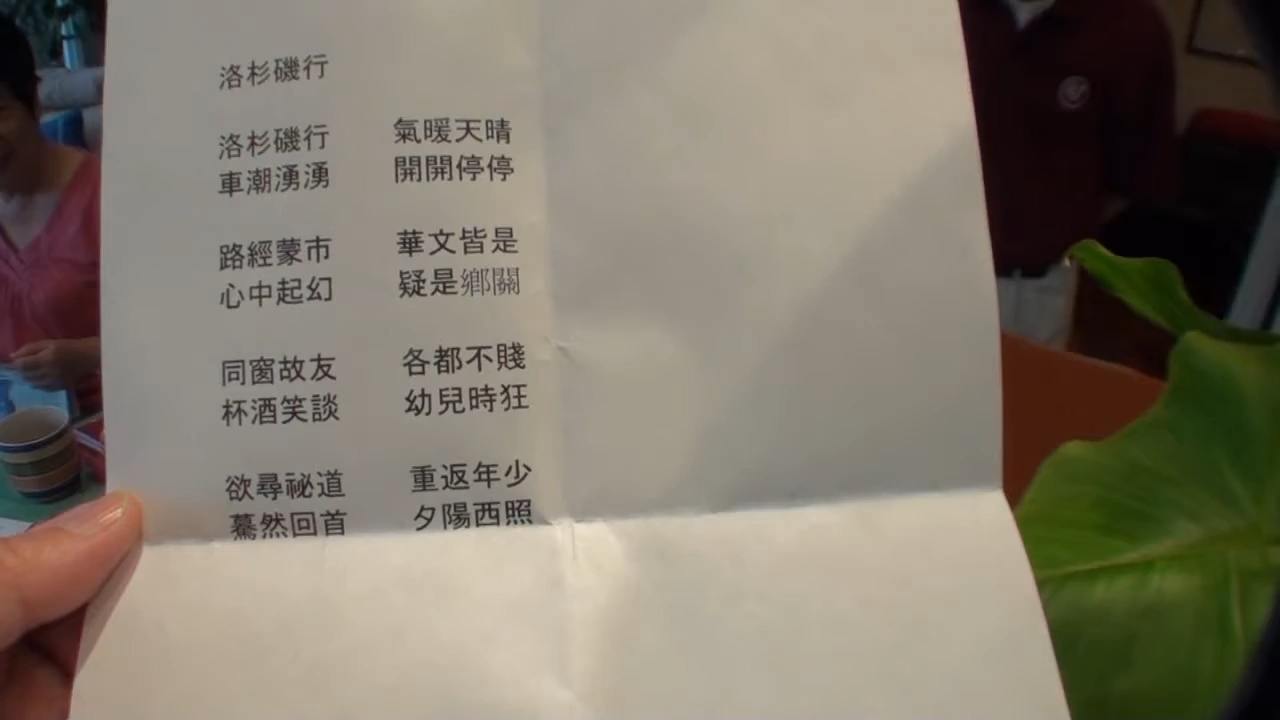 洛杉磯行
洛杉磯行 氣暖天晴
車潮湧湧 開開停停
路經蒙市 華文皆是
心中起幻 疑是鄉關
同窗故友 各都不賤
杯酒笑談 幼兒時狂
欲尋祕道 重返年少
驀然回首 夕陽西照